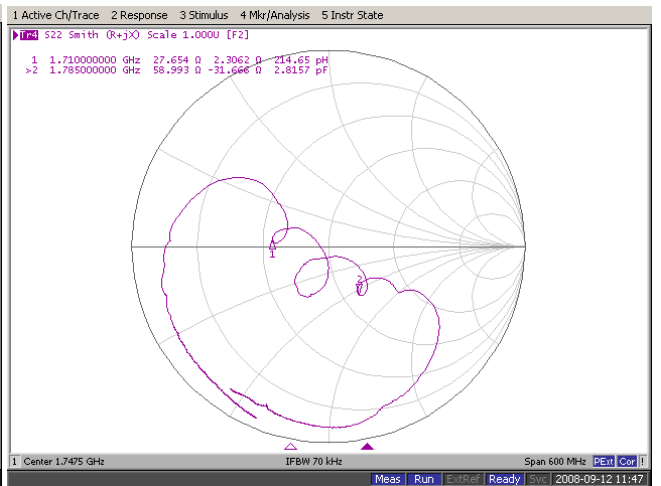 1 Active Ch/Trace 2 Response 3 Stimulus 4 Mkr/Analysis 5 Instr State
Tr4 S22 Smith (R+jX) Scale 1.000U [F2]
1 1.710000000 GHz 27.654 Ω 2.3062 Ω 214.65 pH
>2 1.785000000 GHz 58.993 Ω -31.666 Ω 2.8157 pF
1
2
1 Center 1.7475 GHz IFBW 70 kHz Span 600 MHz PExt Cor !
Meas Run ExtRef Ready Svc 2008-09-12 11:47